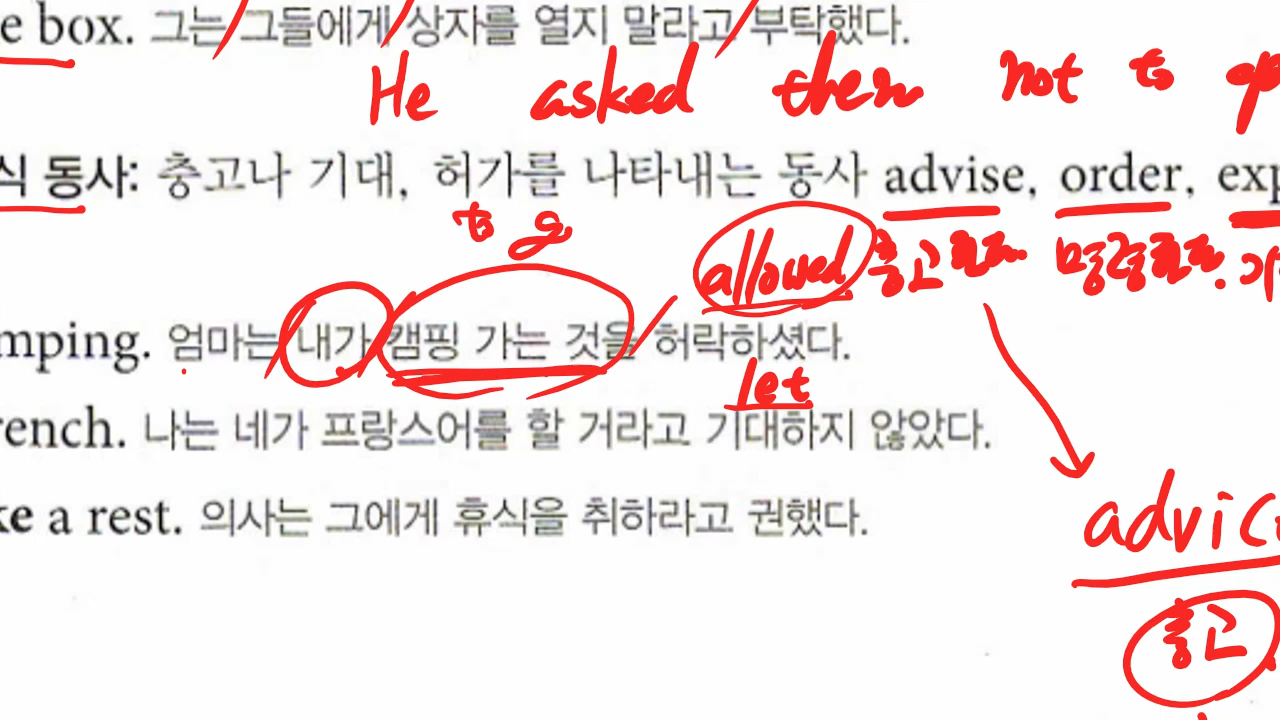 e box. 그는 그들에게 상자를 열지 말라고 부탁했다.
He asked them not to op
식 동사: 충고나 기대, 허가를 나타내는 동사 advise, order, exp
to go allowed 충고 명령
mping. 엄마는 내가 캠핑 가는 것을 허락하셨다.
let
rench. 나는 네가 프랑스어를 할 거라고 기대하지 않았다.
ke a rest. 의사는 그에게 휴식을 취하라고 권했다.
advic
충고